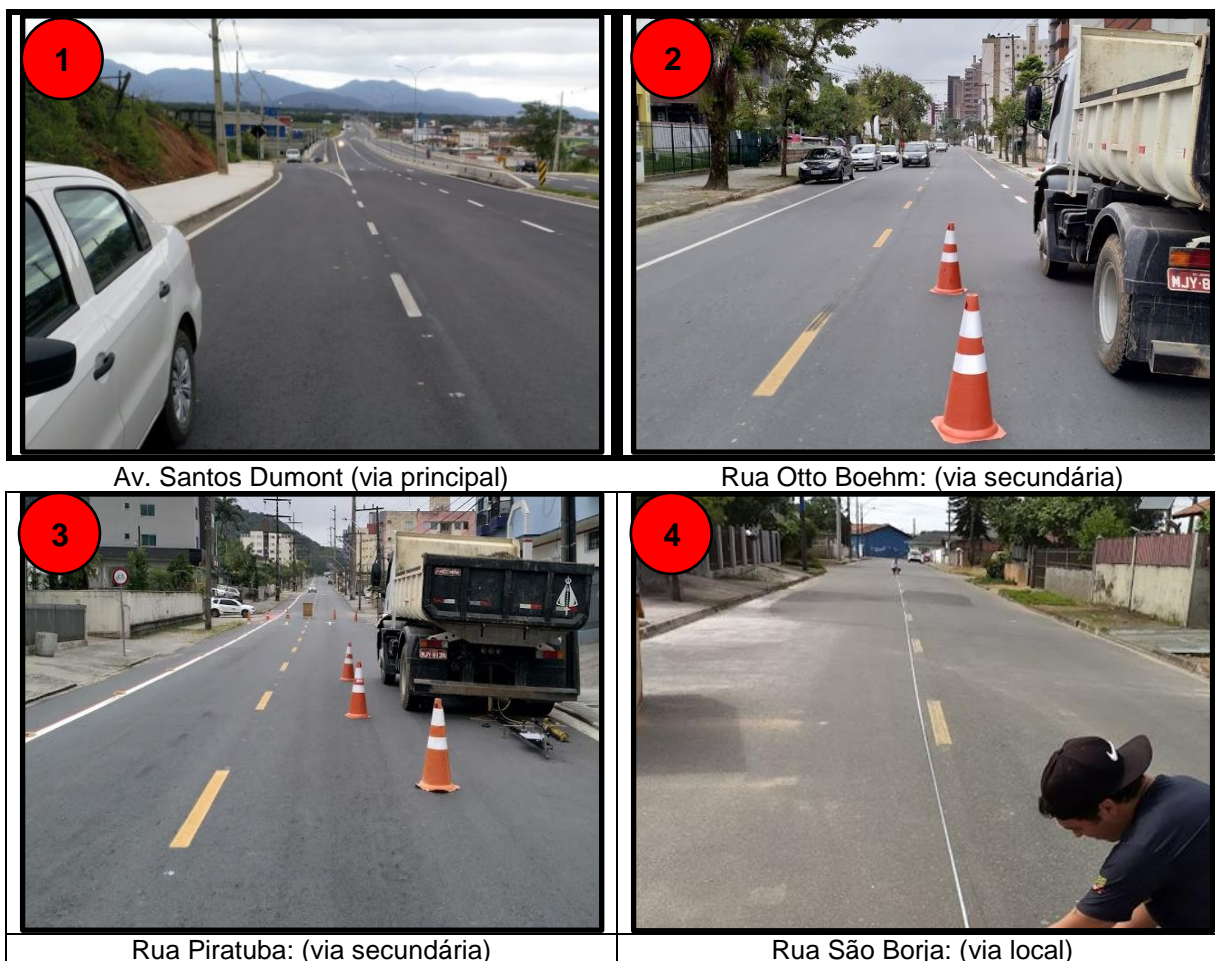 1
2
Av. Santos Dumont (via principal)
Rua Otto Boehm: (via secundária)
3
4
Rua Piratuba: (via secundária)
Rua São Borja: (via local)